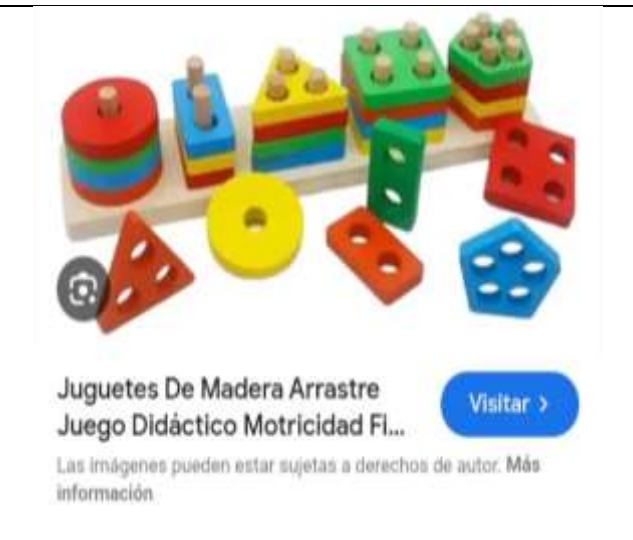 Juguetes De Madera Arrastre
Juego Didáctico Motricidad Fi...
Visitar >
Las imágenes pueden estar sujetas a derechos de autor. Más
información